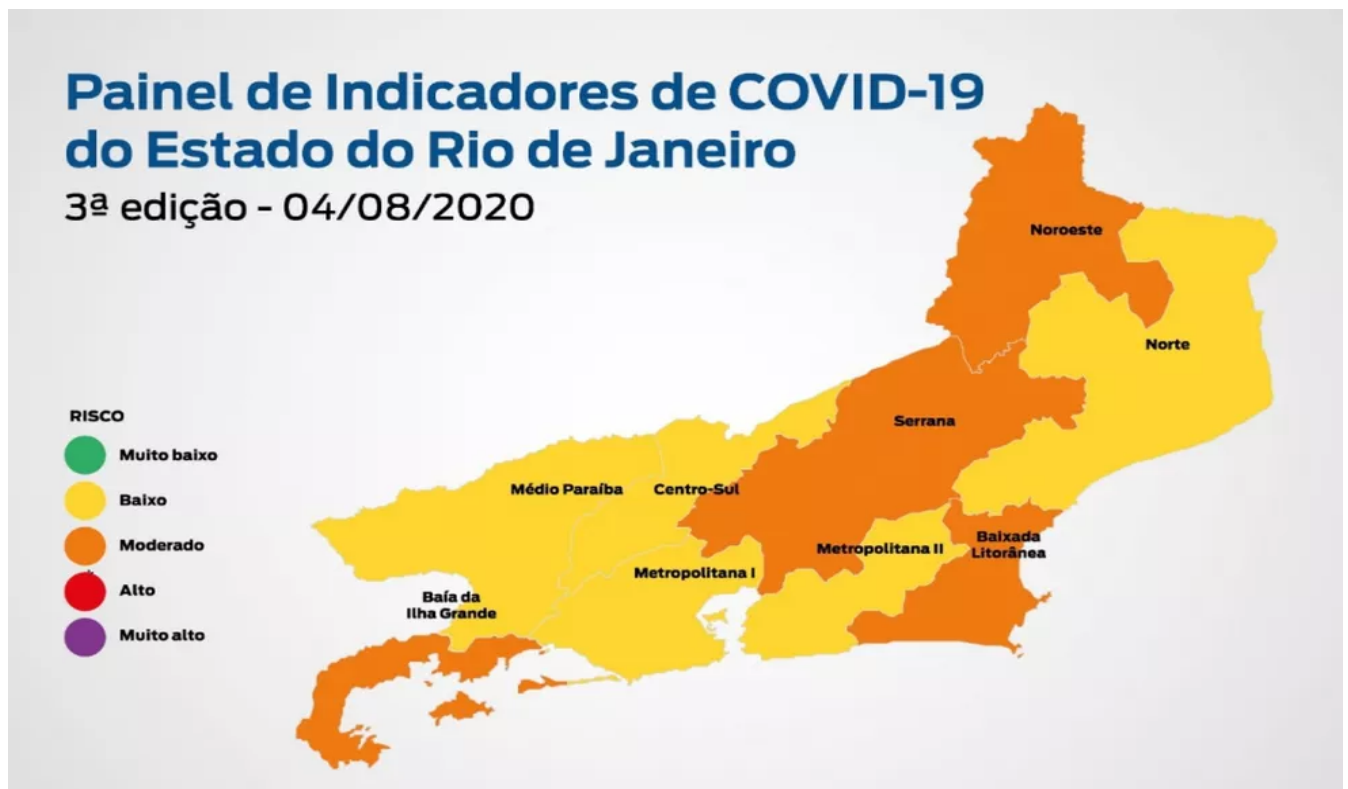 Painel de Indicadores de COVID-19
do Estado do Rio de Janeiro
3ª edição - 04/08/2020
Noroeste
Norte
Serrana
RISCO
Muito baixo
Baixo
Moderado
Alto
Muito alto
Médio Paraíba
Centro-Sul
Metropolitana I
Metropolitana II
Baixada
Litorânea
Baía da
Ilha Grande